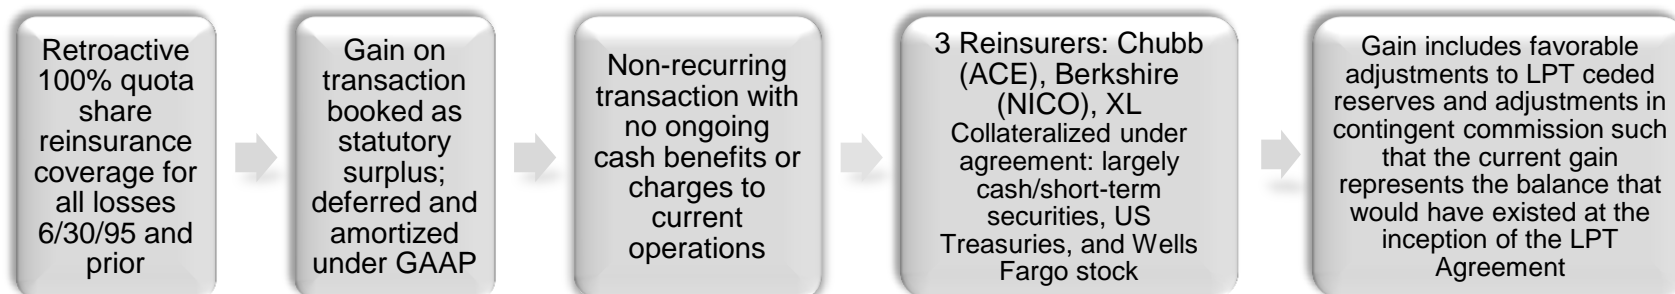 Retroactive
100% quota
share
reinsurance
coverage for
all losses
6/30/95 and
prior
Gain on
transaction
booked as
statutory
surplus;
deferred and
amortized
under GAAP
Non-recurring
transaction with
no ongoing
cash benefits or
charges to
current
operations
3 Reinsurers: Chubb
(ACE), Berkshire
(NICO), XL
Collateralized under
agreement: largely
cash/short-term
securities, US
Treasuries, and Wells
Fargo stock
Gain includes favorable
adjustments to LPT ceded
reserves and adjustments in
contingent commission such
that the current gain
represents the balance that
would have existed at the
inception of the LPT
Agreement